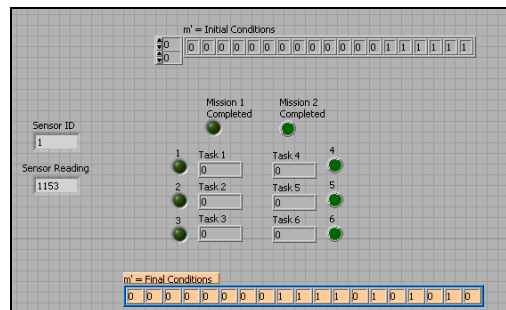 m' = Initial Conditions
0 0 0 0 0 0 0 0 0 0 0 0 0 0 1 1 1 1 1 1
0
Mission 1 Completed
Mission 2 Completed
Sensor ID
1
Sensor Reading
1153
1 Task 1 Task 4 4
0 0
2 Task 2 Task 5 5
0 0
3 Task 3 Task 6 6
0 0
m' = Final Conditions
0 0 0 0 0 0 0 0 1 1 1 1 0 1 0 1 0 1 0